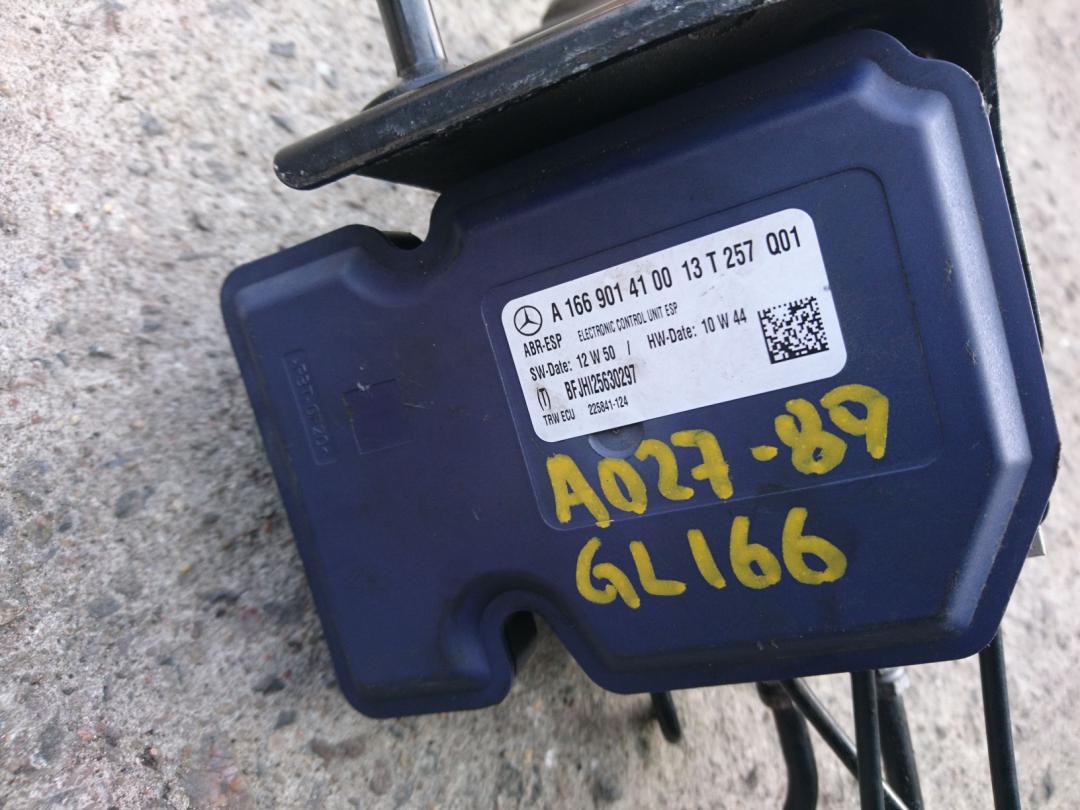 A 166 901 41 00 13 T 257 Q01
ABR-ESP ELECTRONIC CONTROL UNIT ESP
SW-Date: 12 W 50 / HW-Date: 10 W 44
(T) BFJHI25630297
TRW ECU 225841-124
A027-89
GL166